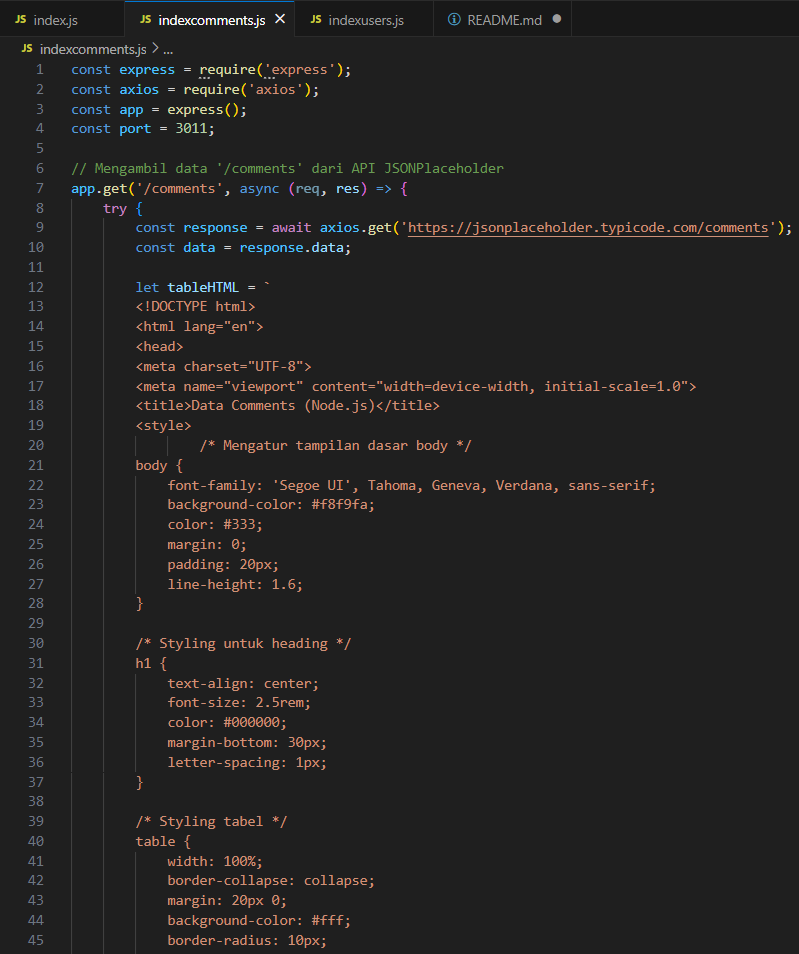 JS index.js JS indexcomments.js × JS indexusers.js ⓘ README.md ●
JS indexcomments.js > ...
1 const express = require('express');
2 const axios = require('axios');
3 const app = express();
4 const port = 3011;
5
6 // Mengambil data '/comments' dari API JSONPlaceholder
7 app.get('/comments', async (req, res) => {
8 try {
9 const response = await axios.get('https://jsonplaceholder.typicode.com/comments');
10 const data = response.data;
11
12 let tableHTML = `
13 <!DOCTYPE html>
14 <html lang="en">
15 <head>
16 <meta charset="UTF-8">
17 <meta name="viewport" content="width=device-width, initial-scale=1.0">
18 <title>Data Comments (Node.js)</title>
19 <style>
20 /* Mengatur tampilan dasar body */
21 body {
22 font-family: 'Segoe UI', Tahoma, Geneva, Verdana, sans-serif;
23 background-color: #f8f9fa;
24 color: #333;
25 margin: 0;
26 padding: 20px;
27 line-height: 1.6;
28 }
29
30 /* Styling untuk heading */
31 h1 {
32 text-align: center;
33 font-size: 2.5rem;
34 color: #000000;
35 margin-bottom: 30px;
36 letter-spacing: 1px;
37 }
38
39 /* Styling tabel */
40 table {
41 width: 100%;
42 border-collapse: collapse;
43 margin: 20px 0;
44 background-color: #fff;
45 border-radius: 10px;